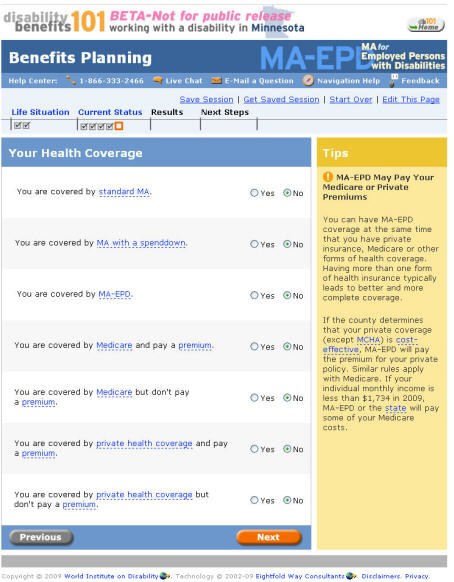 disability benefits101 BETA-Not for public release
working with a disability in Minnesota
db101 Home
Benefits Planning
MA-EPD MA for Employed Persons with Disabilities
Help Center: 1-866-333-2466 Live Chat E-Mail a Question Navigation Help Feedback
Save Session | Get Saved Session | Start Over | Edit This Page
Life Situation Current Status Results Next Steps
Your Health Coverage
You are covered by standard MA. Yes No
You are covered by MA with a spenddown. Yes No
You are covered by MA-EPD. Yes No
You are covered by Medicare and pay a premium. Yes No
You are covered by Medicare but don't pay
a premium. Yes No
You are covered by private health coverage and pay
a premium. Yes No
You are covered by private health coverage but
don't pay a premium. Yes No
Previous Next
Tips
MA-EPD May Pay Your
Medicare or Private
Premiums
You can have MA-EPD
coverage at the same time
that you have private
insurance, Medicare or other
forms of health coverage.
Having more than one form
of health insurance typically
leads to better and more
complete coverage.
If the county determines
that your private coverage
(except MCHA) is cost-
effective, MA-EPD will pay
the premium for your private
policy. Similar rules apply
with Medicare. If your
individual monthly income is
less than $1,734 in 2009,
MA-EPD or the state will pay
some of your Medicare
costs.
Copyright © 2009 World Institute on Disability. Technology © 2002-09 Eightfold Way Consultants. Disclaimers. Privacy.